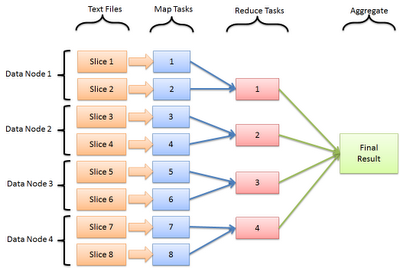 Text Files
Map Tasks
Reduce Tasks
Aggregate
Data Node 1
Slice 1
1
Slice 2
2
1
Data Node 2
Slice 3
3
Slice 4
4
2
Data Node 3
Slice 5
5
Slice 6
6
3
Data Node 4
Slice 7
7
Slice 8
8
4
Final
Result